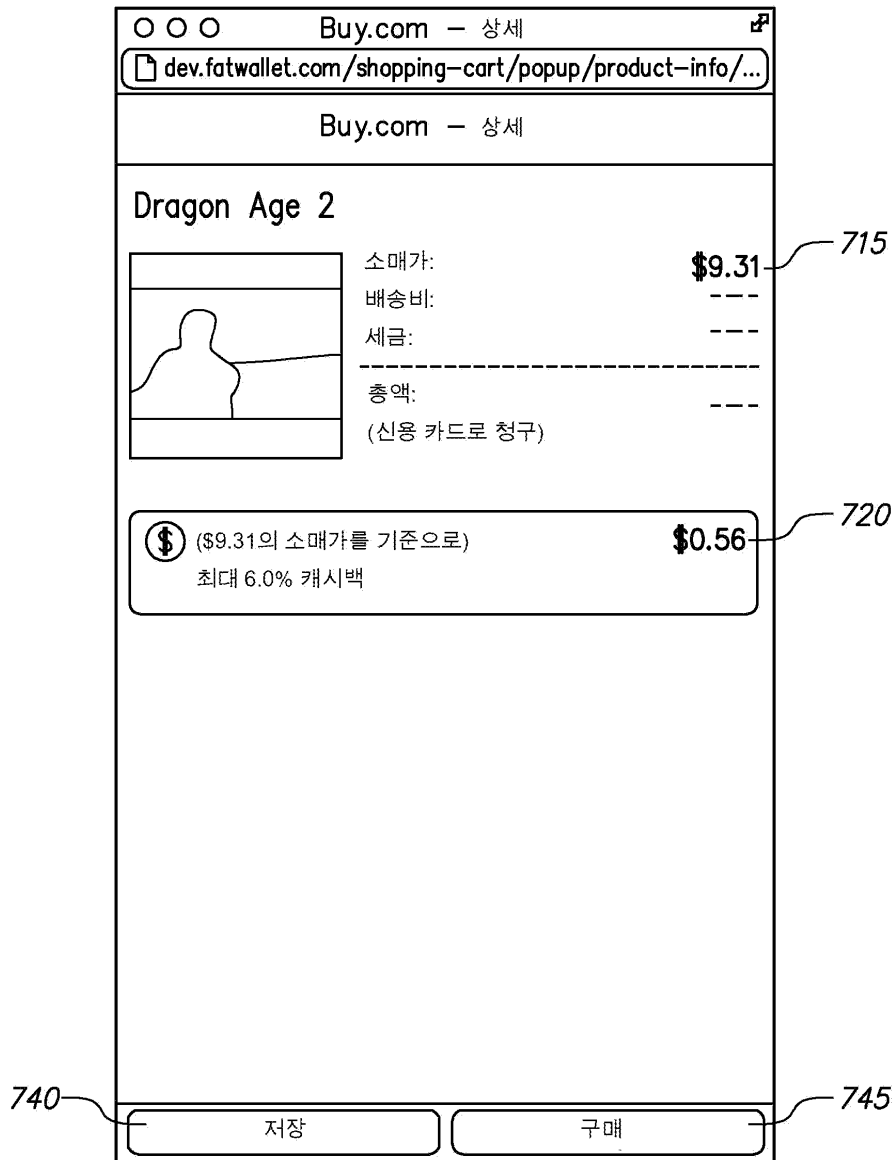 Buy.com – 상세
dev.fatwallet.com/shopping-cart/popup/product-info/...
Buy.com – 상세
Dragon Age 2
소매가: $9.31
715
배송비: ---
세금: ---
총액: ---
(신용 카드로 청구)
720
$ ($9.31의 소매가를 기준으로) $0.56
최대 6.0% 캐시백
740
저장
구매
745